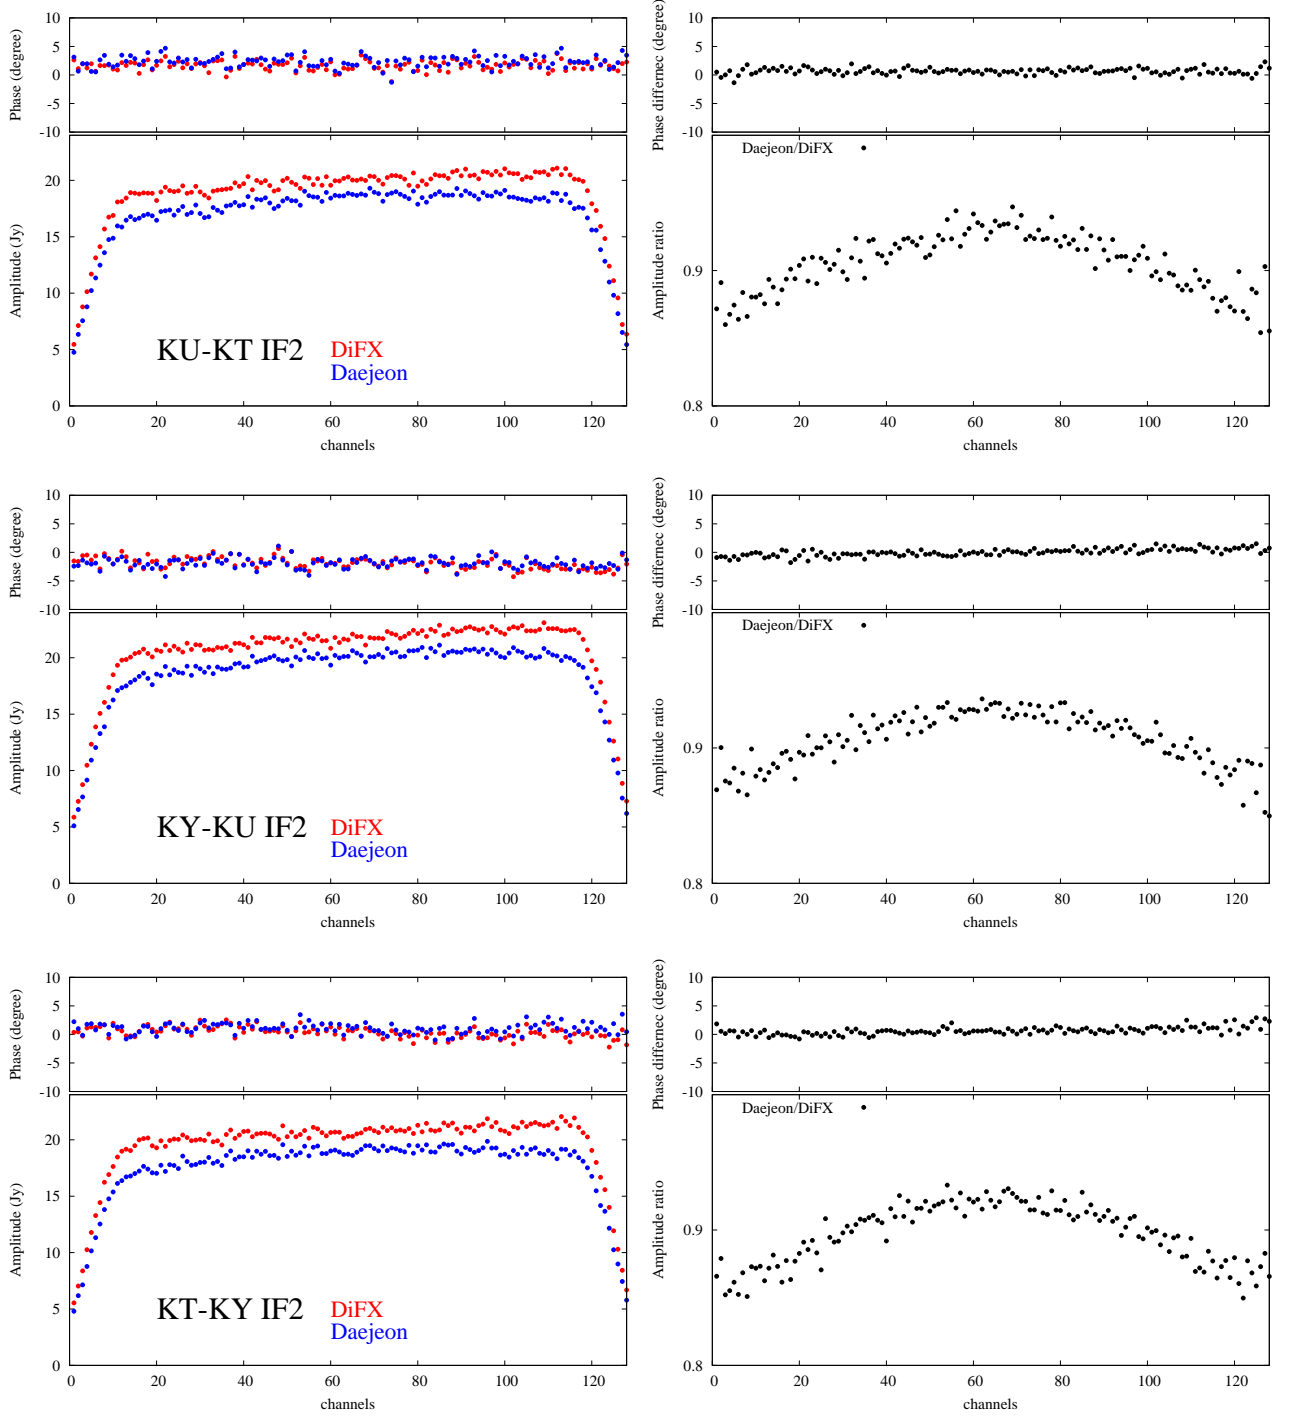 Phase (degree)
10
5
0
-5
-10
Phase differnec (degree)
10
5
0
-5
-10
Amplitude (Jy)
20
15
10
5
0
KU-KT IF2
DiFX
Daejeon
0 20 40 60 80 100 120
channels
Amplitude ratio
0.9
0.8
Daejeon/DiFX
0 20 40 60 80 100 120
channels
Phase (degree)
10
5
0
-5
-10
Phase differnec (degree)
10
5
0
-5
-10
Amplitude (Jy)
20
15
10
5
0
KY-KU IF2
DiFX
Daejeon
0 20 40 60 80 100 120
channels
Amplitude ratio
0.9
0.8
Daejeon/DiFX
0 20 40 60 80 100 120
channels
Phase (degree)
10
5
0
-5
-10
Phase differnec (degree)
10
5
0
-5
-10
Amplitude (Jy)
20
15
10
5
0
KT-KY IF2
DiFX
Daejeon
0 20 40 60 80 100 120
channels
Amplitude ratio
0.9
0.8
Daejeon/DiFX
0 20 40 60 80 100 120
channels